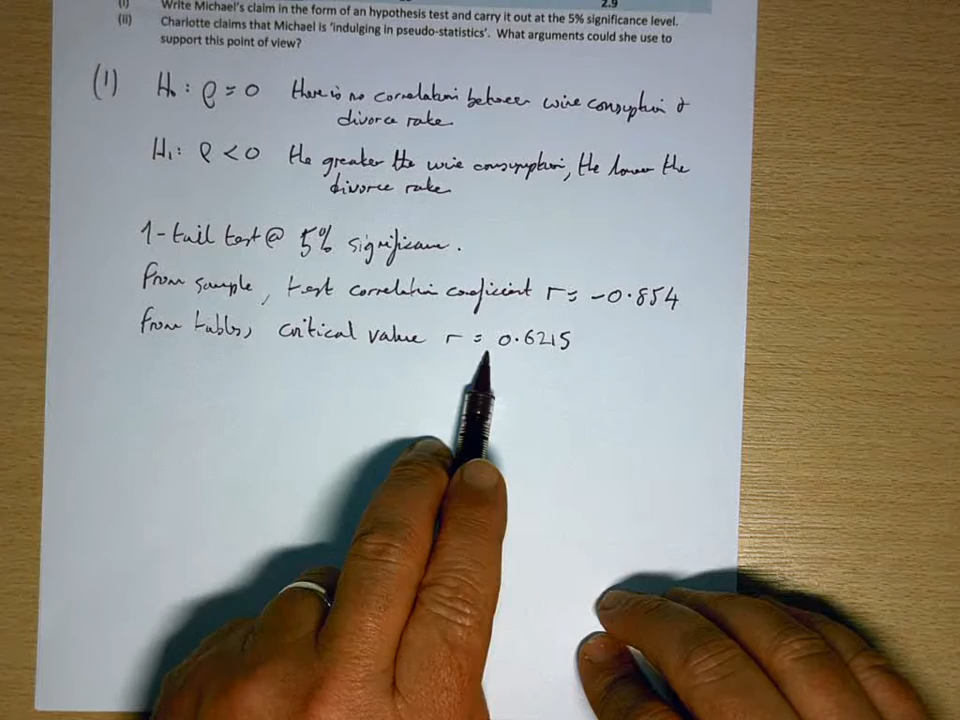 2.9
(i) Write Michael's claim in the form of an hypothesis test and carry it out at the 5% significance level.
(ii) Charlotte claims that Michael is 'indulging in pseudo-statistics'. What arguments could she use to
support this point of view?
(1) H₀ : ρ = 0 there is no correlation between wine consumption &
divorce rate
H₁ : ρ < 0 the greater the wine consumption, the lower the
divorce rate
1-tail test @ 5% significance.
From sample, test correlation coefficient r = -0.854
From tables, critical value r = 0.6215